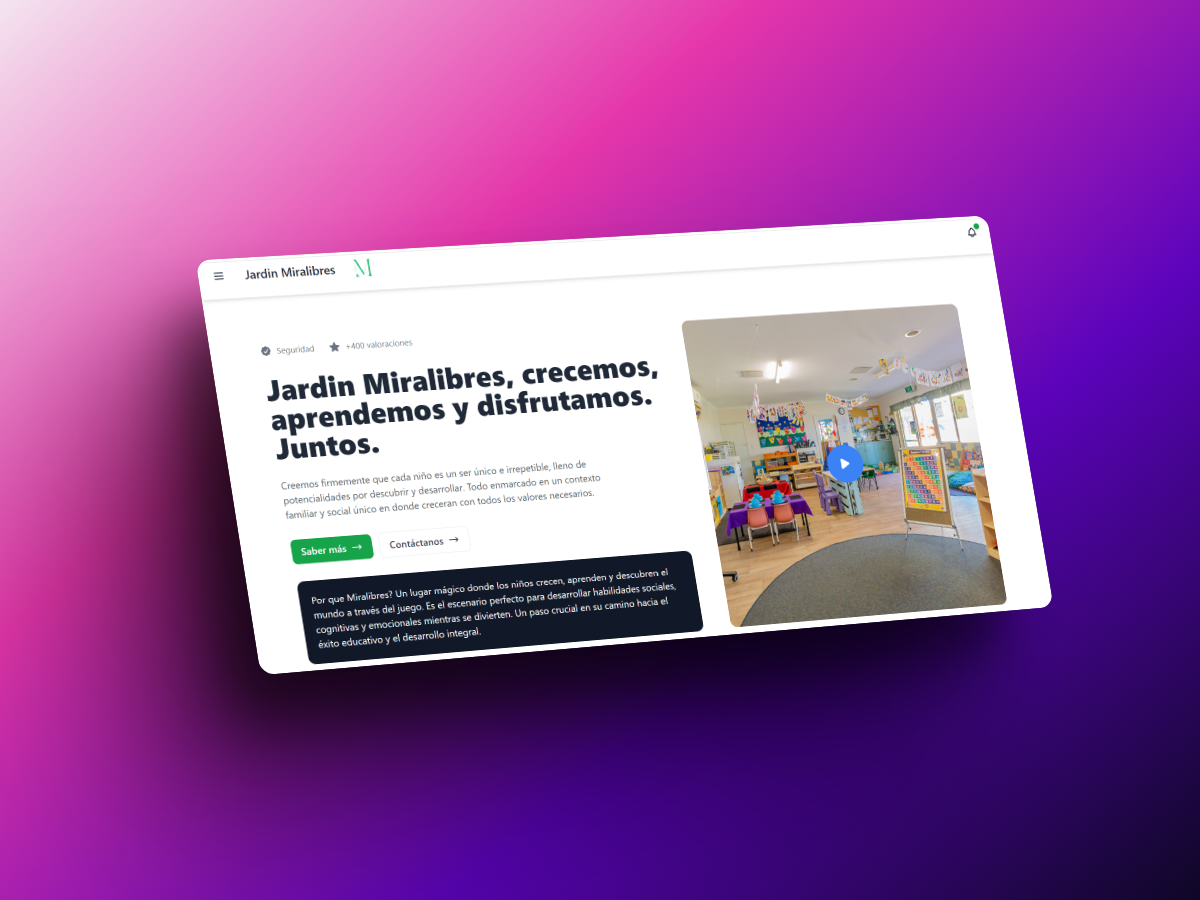 Jardin Miralibres M
Seguridad +400 valoraciones
Jardin Miralibres, crecemos,
aprendemos y disfrutamos.
Juntos.
Creemos firmemente que cada niño es un ser único e irrepetible, lleno de
potencialidades por descubrir y desarrollar. Todo enmarcado en un contexto
familiar y social único en donde creceran con todos los valores necesarios.
Saber más → Contáctanos →
Por que Miralibres? Un lugar mágico donde los niños crecen, aprenden y descubren el
mundo a través del juego. Es el escenario perfecto para desarrollar habilidades sociales,
cognitivas y emocionales mientras se divierten. Un paso crucial en su camino hacia el
éxito educativo y el desarrollo integral.